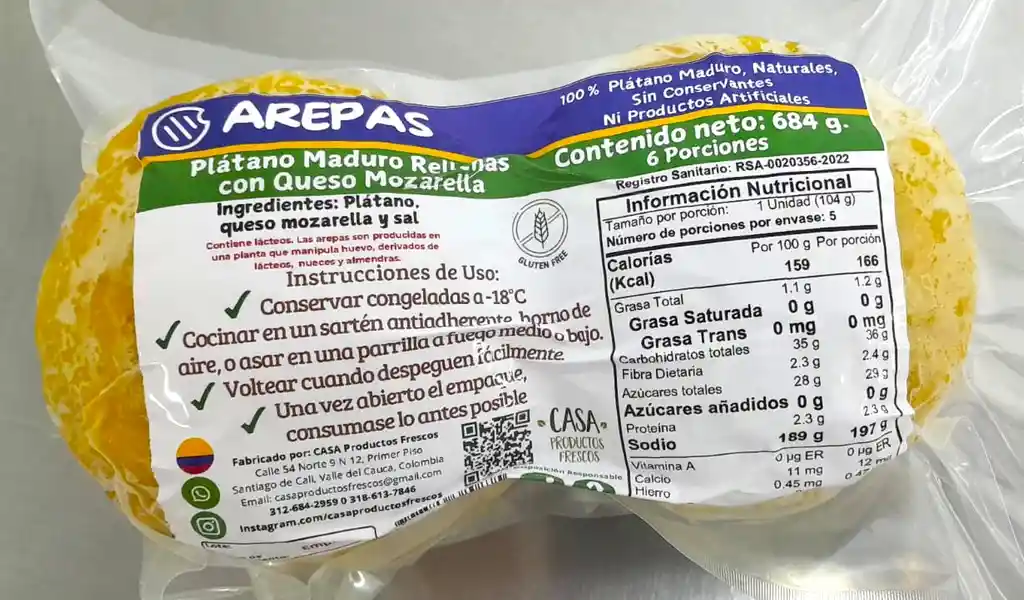 AREPAS
Plátano Maduro Rellenas
con Queso Mozarella
100 % Plátano Maduro, Naturales,
Sin Conservantes
Ni Productos Artificiales
Contenido neto: 684 g.
6 Porciones
Registro Sanitario: RSA-0020356-2022
Ingredientes: Plátano,
queso mozarella y sal
Contiene lácteos. Las arepas son producidas en
una planta que manipula huevo, derivados de
lácteos, nueces y almendras.
GLUTEN FREE
Instrucciones de Uso:
Conservar congeladas a -18°C
Cocinar en un sartén antiadherente, horno de
aire, o asar en una parrilla a fuego medio o bajo.
Voltear cuando despeguen fácilmente
Una vez abierto el empaque,
consumase lo antes posible
Fabricado por: CASA Productos Frescos
Calle 54 Norte 9 N 12, Primer Piso
Santiago de Cali, Valle del Cauca, Colombia
Email: casaproductosfrescos@gmail.com
312-684-2959 0 318-613-7846
Instagram.com/casaproductosfrescos
Lote:
CASA
PRODUCTOS
FRESCOS
Responsable
Información Nutricional
Tamaño por porción: 1 Unidad (104 g)
Número de porciones por envase: 5
Por 100 g Por porción
Calorías
(Kcal) 159 166
Grasa Total 1.1 g 1.2 g
Grasa Saturada 0 g 0 g
Grasa Trans 0 mg 0 mg
Carbohidratos totales 35 g 36 g
Fibra Dietaria 2.3 g 2.4 g
Azúcares totales 28 g 29 g
Azúcares añadidos 0 g 0 g
Proteína 2.3 g 2.3 g
Sodio 189 g 197 g
Vitamina A 0 µg ER 0 µg ER
Calcio 11 mg 12 mg
Hierro 0.45 mg